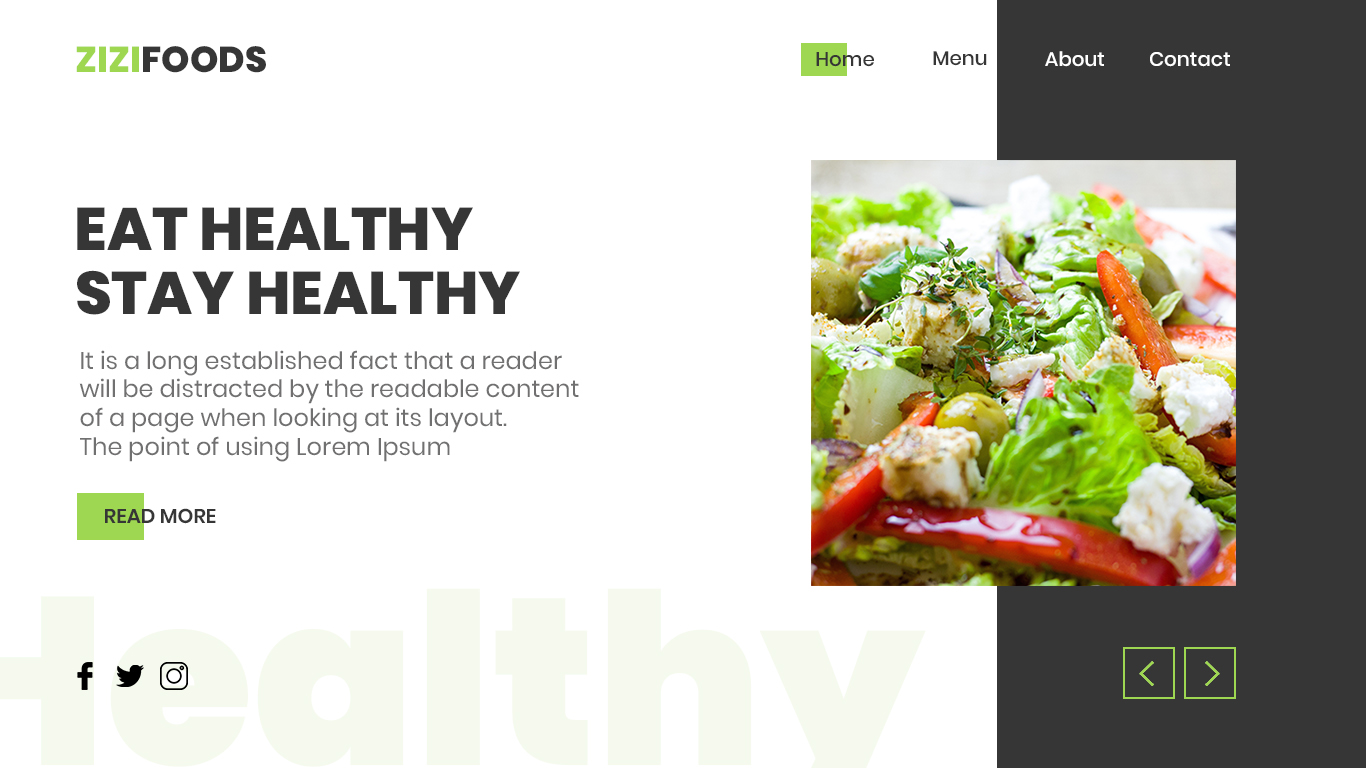 ZIZIFOODS
Home Menu About Contact
EAT HEALTHY
STAY HEALTHY
It is a long established fact that a reader
will be distracted by the readable content
of a page when looking at its layout.
The point of using Lorem Ipsum
READ MORE
Healthy